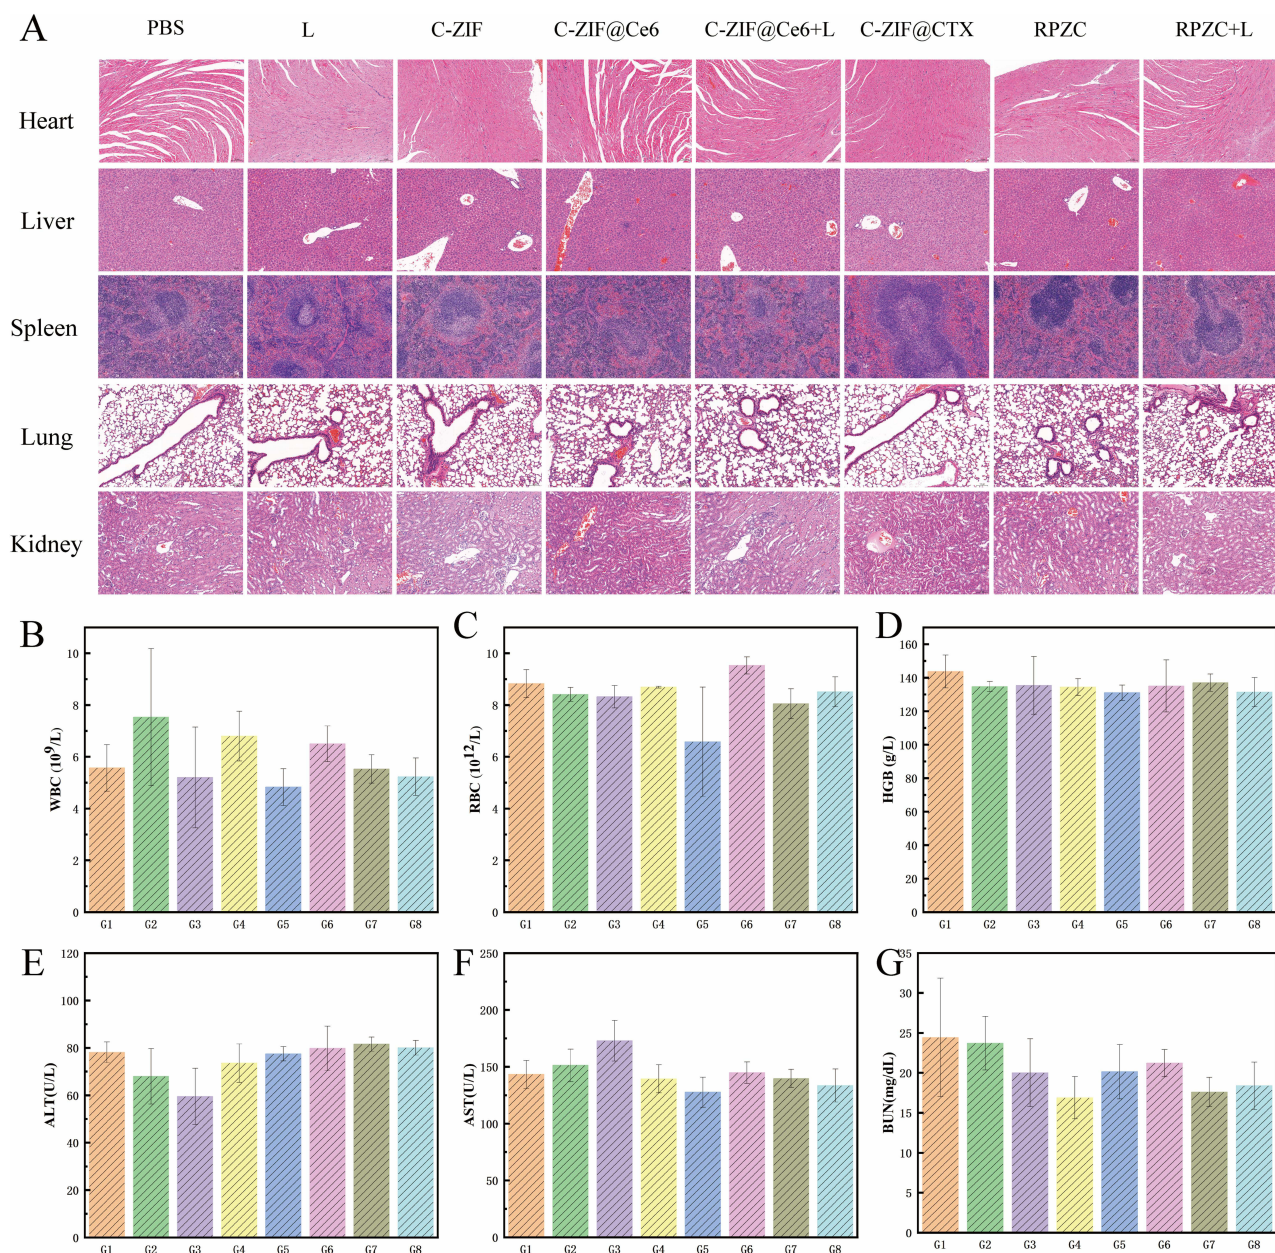 A
PBS L C-ZIF C-ZIF@Ce6 C-ZIF@Ce6+L C-ZIF@CTX RPZC RPZC+L
Heart
Liver
Spleen
Lung
Kidney
B
WBC (10^9/L)
10
8
6
4
2
0
G1 G2 G3 G4 G5 G6 G7 G8
C
RBC (10^12/L)
10
8
6
4
2
0
G1 G2 G3 G4 G5 G6 G7 G8
D
HGB (g/L)
160
140
120
100
80
60
40
20
0
G1 G2 G3 G4 G5 G6 G7 G8
E
ALT(U/L)
120
100
80
60
40
20
0
G1 G2 G3 G4 G5 G6 G7 G8
F
AST(U/L)
250
200
150
100
50
0
G1 G2 G3 G4 G5 G6 G7 G8
G
BUN(mg/dL)
35
30
25
20
15
10
5
0
G1 G2 G3 G4 G5 G6 G7 G8